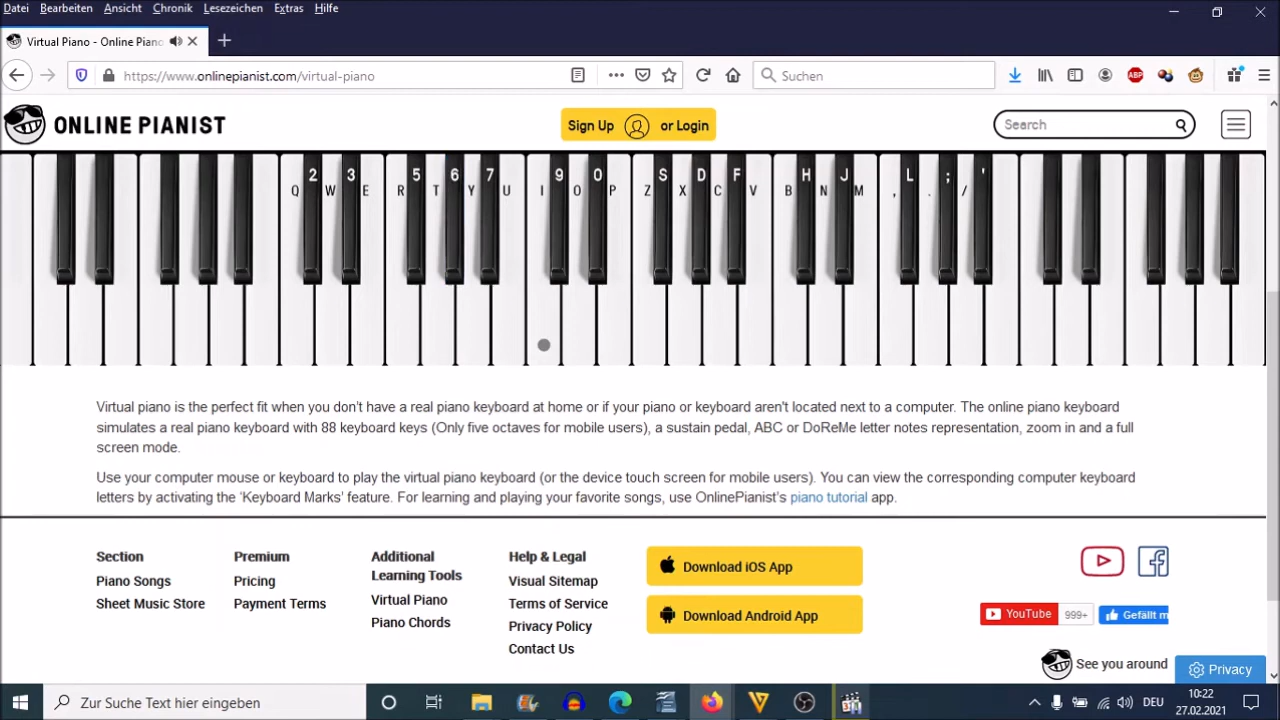 Datei Bearbeiten Ansicht Chronik Lesezeichen Extras Hilfe
Virtual Piano - Online Piano
https://www.onlinepianist.com/virtual-piano
Suchen
ABP
ONLINE PIANIST
Sign Up or Login
Search
2 3 5 6 7 9 0 S D F H J L ; '
Q W E R T Y U I O P Z X C V B N M , . /
Virtual piano is the perfect fit when you don't have a real piano keyboard at home or if your piano or keyboard aren't located next to a computer. The online piano keyboard
simulates a real piano keyboard with 88 keyboard keys (Only five octaves for mobile users), a sustain pedal, ABC or DoReMe letter notes representation, zoom in and a full
screen mode.
Use your computer mouse or keyboard to play the virtual piano keyboard (or the device touch screen for mobile users). You can view the corresponding computer keyboard
letters by activating the 'Keyboard Marks' feature. For learning and playing your favorite songs, use OnlinePianist's piano tutorial app.
Section
Piano Songs
Sheet Music Store
Premium
Pricing
Payment Terms
Additional
Learning Tools
Virtual Piano
Piano Chords
Help & Legal
Visual Sitemap
Terms of Service
Privacy Policy
Contact Us
Download iOS App
Download Android App
YouTube 999+
Gefällt m
See you around
Privacy
Zur Suche Text hier eingeben
DEU
10:22
27.02.2021